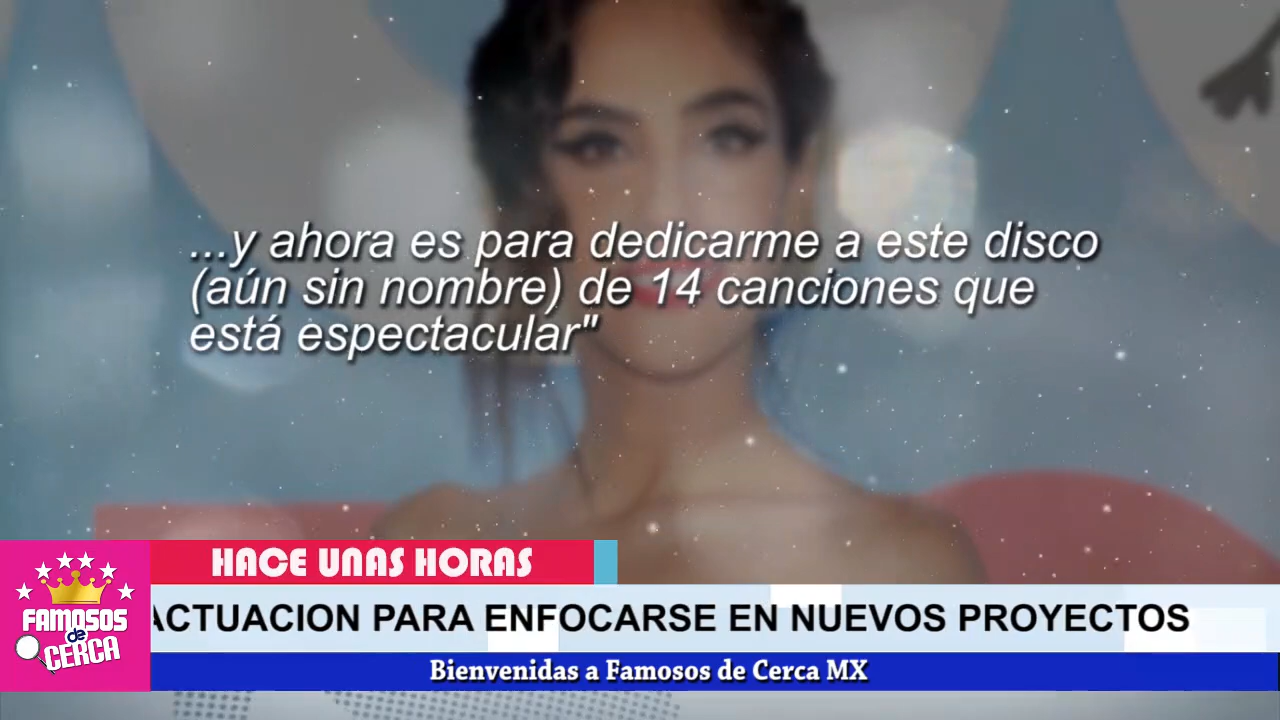 ...y ahora es para dedicarme a este disco
(aún sin nombre) de 14 canciones que
está espectacular"
HACE UNAS HORAS
ACTUACION PARA ENFOCARSE EN NUEVOS PROYECTOS
FAMOSOS
de
CERCA
Bienvenidas a Famosos de Cerca MX